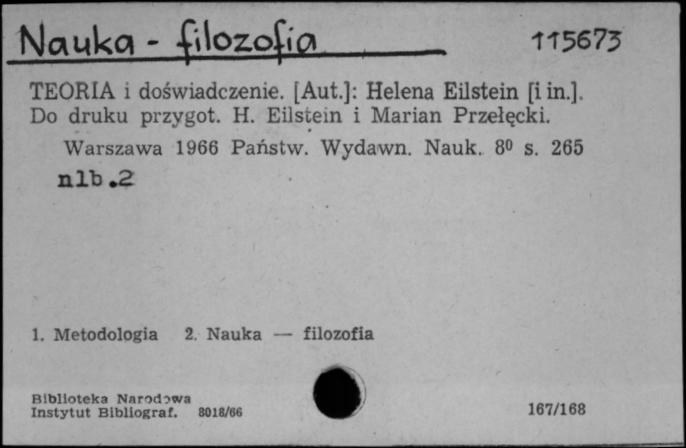 Nauka - filozofia 115673
TEORIA i doświadczenie. [Aut.]: Helena Eilstein [i in.].
Do druku przygot. H. Eilstein i Marian Przełęcki.
Warszawa 1966 Państw. Wydawn. Nauk. 8⁰ s. 265
nlb.2
1. Metodologia 2. Nauka — filozofia
Biblioteka Narodowa
Instytut Bibliograf. 8018/66 167/168